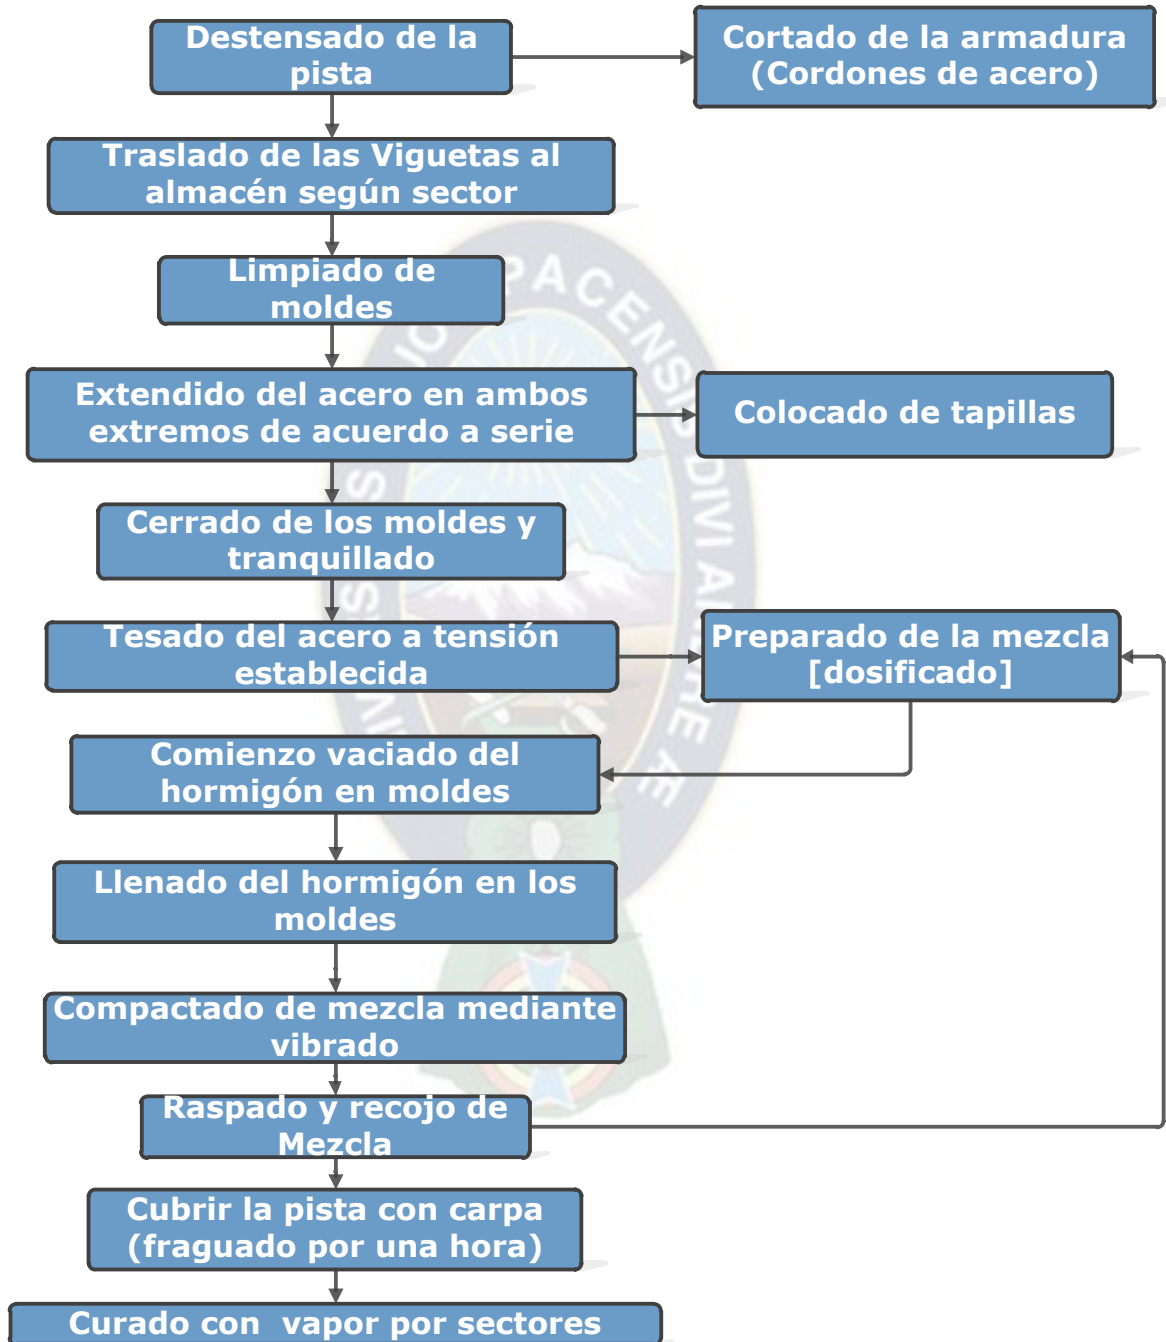 Destensado de la
pista
Cortado de la armadura
(Cordones de acero)
Traslado de las Viguetas al
almacén según sector
Limpiado de
moldes
Extendido del acero en ambos
extremos de acuerdo a serie
Colocado de tapillas
Cerrado de los moldes y
tranquillado
Tesado del acero a tensión
establecida
Preparado de la mezcla
[dosificado]
Comienzo vaciado del
hormigón en moldes
Llenado del hormigón en los
moldes
Compactado de mezcla mediante
vibrado
Raspado y recojo de
Mezcla
Cubrir la pista con carpa
(fraguado por una hora)
Curado con  vapor por sectores